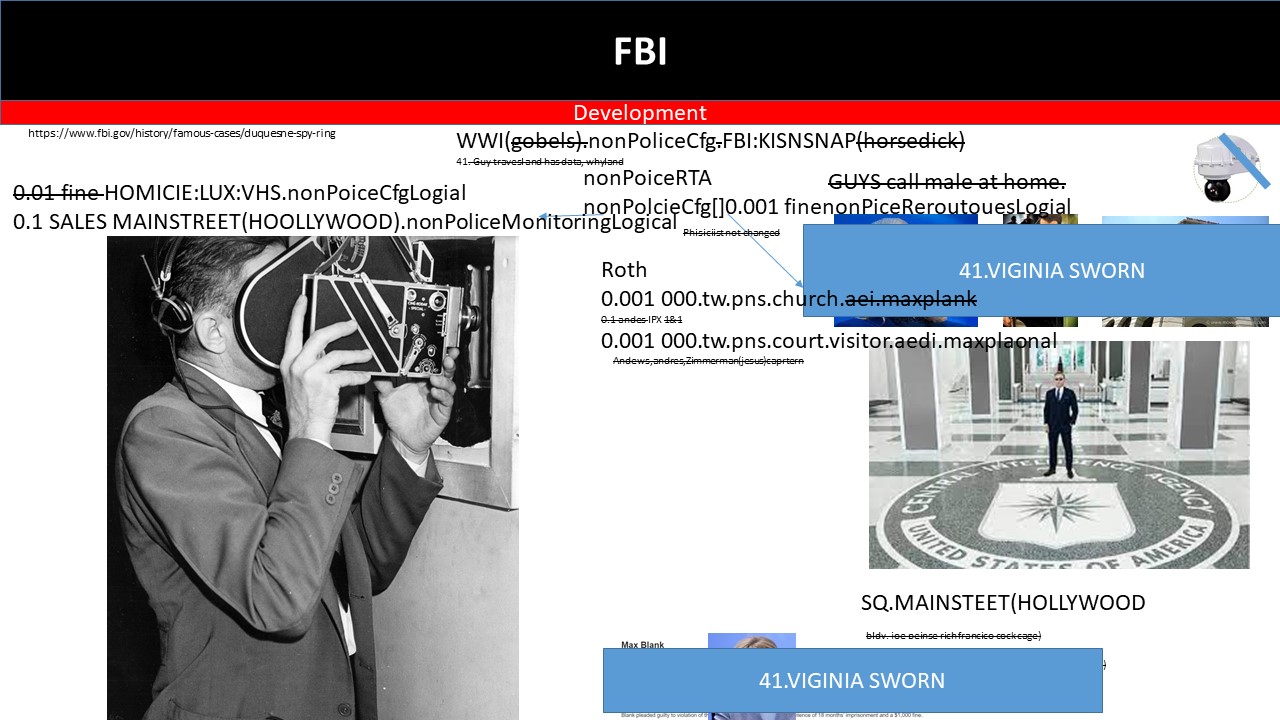 FBI
Development
https://www.fbi.gov/history/famous-cases/duquesne-spy-ring
WWI(gobels).nonPoliceCfg.FBI:KISNSNAP(horsedick)
41. Guy travesl and has data, whyland
nonPoiceRTA
GUYS call male at home.
0.01 fine HOMICIE:LUX:VHS.nonPoiceCfgLogial
nonPolcieCfg[]0.001 finenonPiceReroutouesLogial
0.1 SALES MAINSTREET(HOOLLYWOOD).nonPoliceMonitoringLogical
Phisiciist not changed
41.VIGINIA SWORN
Roth
0.001 000.tw.pns.church.aei.maxplank
0.1 andes IPX 1&1
0.001 000.tw.pns.court.visitor.aedi.maxplaonal
Andews,andres,Zimmerman(jesus)caprtern
CENTRAL INTELLIGENCE AGENCY
UNITED STATES OF AMERICA
SQ.MAINSTEET(HOLLYWOOD
bldv. joe peinse rich francico cock cage)
Max Blank
41.VIGINIA SWORN
Blank pleaded guilty to violation of
ence of 18 months' imprisonment and a $1,000 fine.